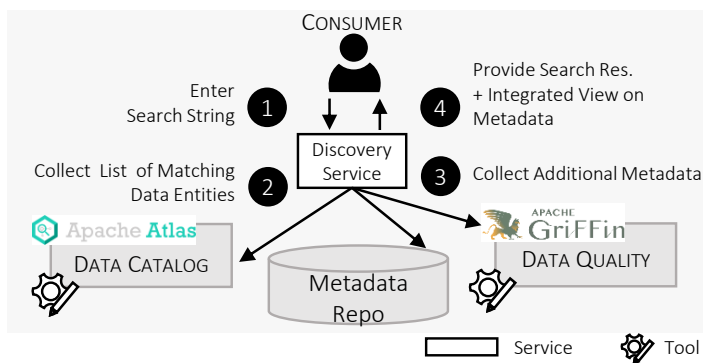 CONSUMER
Enter
Search String
1
4
Provide Search Res.
+ Integrated View on
Metadata
Discovery
Service
Collect List of Matching
Data Entities
2
3
Collect Additional Metadata
Apache Atlas
DATA CATALOG
Metadata
Repo
APACHE
GriFFin
DATA QUALITY
Service
Tool